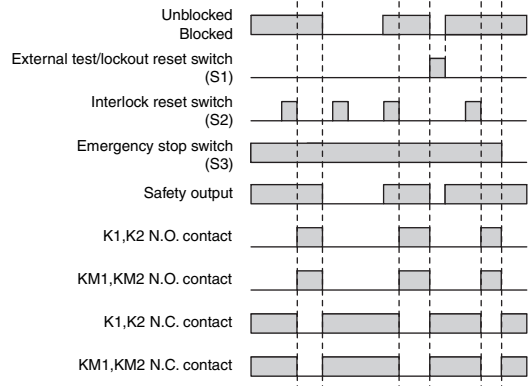 Unblocked
Blocked
External test/lockout reset switch
(S1)
Interlock reset switch
(S2)
Emergency stop switch
(S3)
Safety output
K1,K2 N.O. contact
KM1,KM2 N.O. contact
K1,K2 N.C. contact
KM1,KM2 N.C. contact